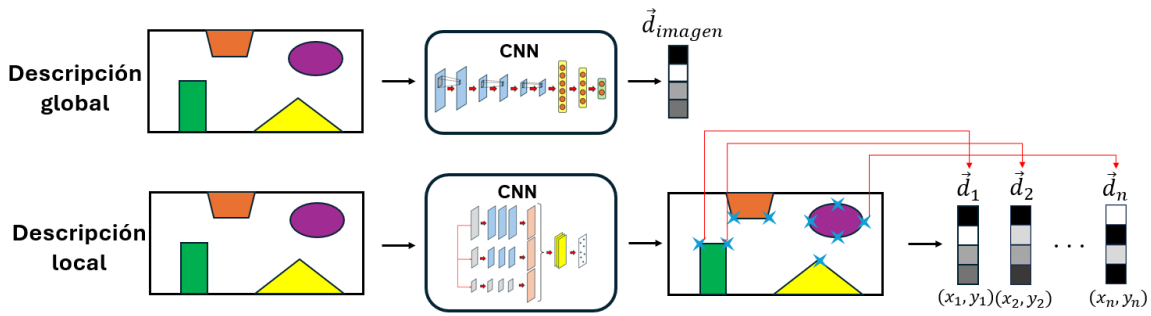 Descripción
global
CNN
d⃗imagen
Descripción
local
CNN
d⃗1
d⃗2
. . .
d⃗n
(x1, y1)
(x2, y2)
(xn, yn)